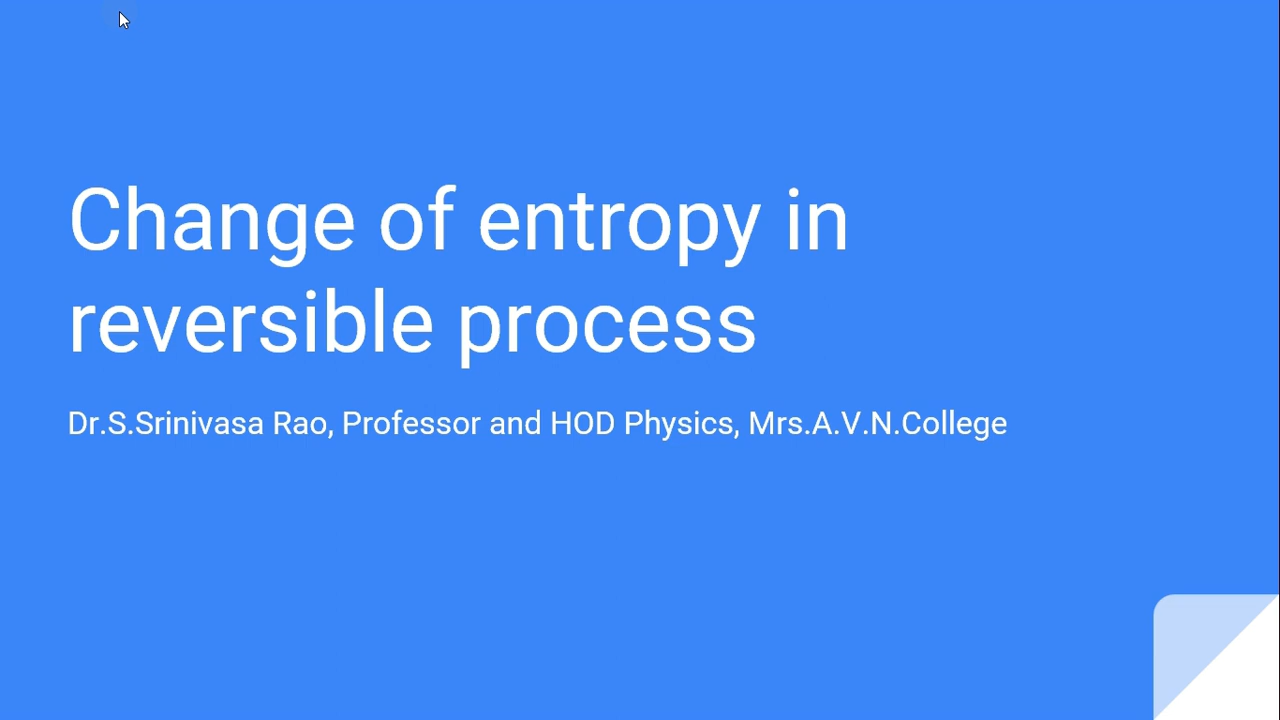 Change of entropy in
reversible process
Dr.S.Srinivasa Rao, Professor and HOD Physics, Mrs.A.V.N.College